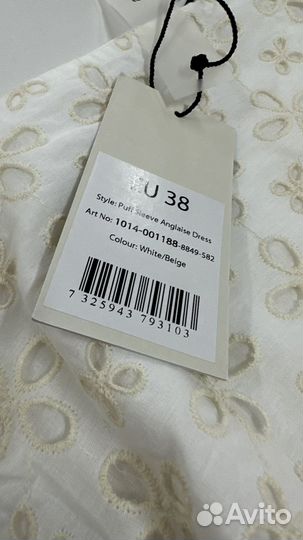 EU 38
Style: Puff Sleeve Anglaise Dress
Art No: 1014-001188-8849-582
Colour: White/Beige
7 325943 793103
Avito